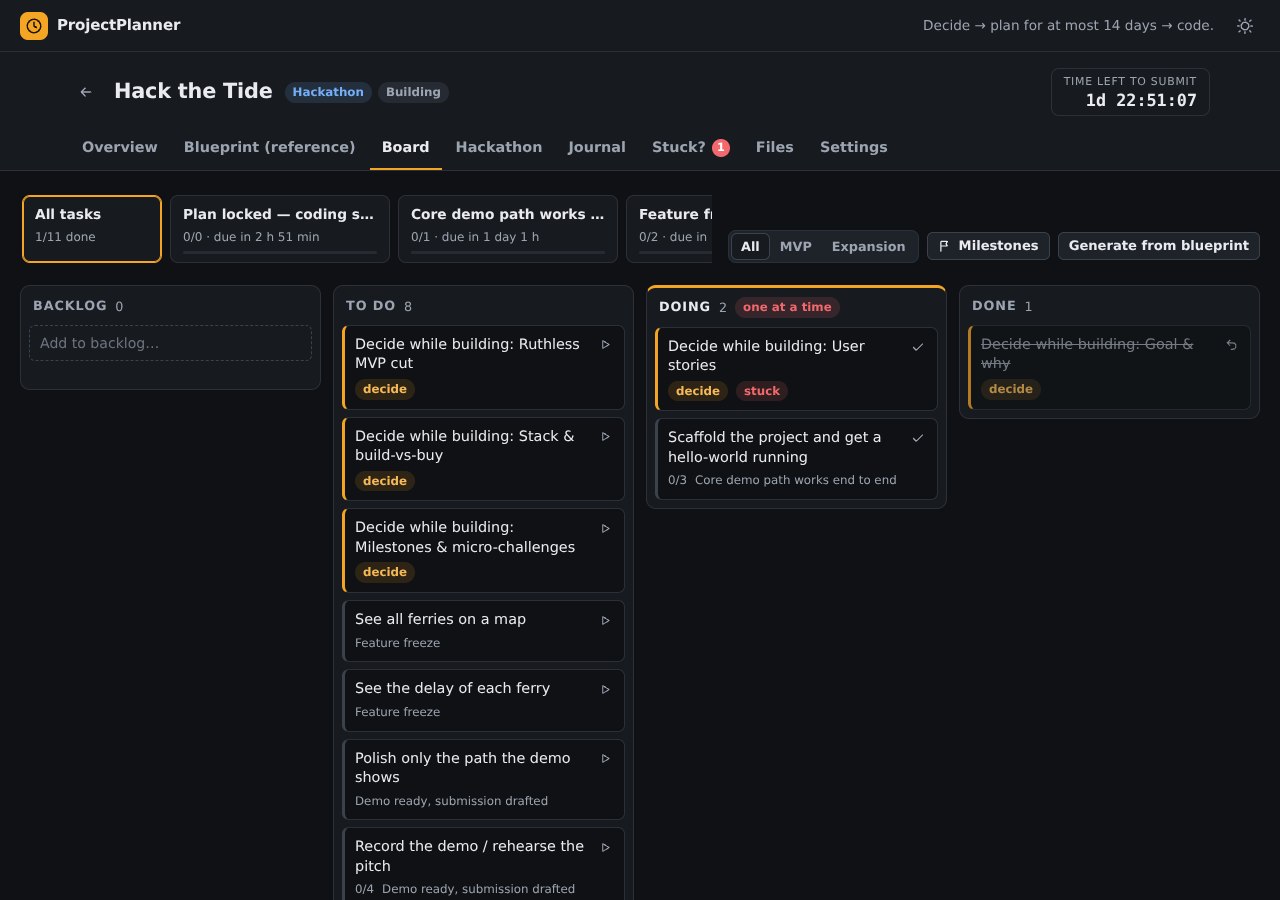 ProjectPlanner
Decide → plan for at most 14 days → code.
Hack the Tide
Hackathon
Building
TIME LEFT TO SUBMIT
1d 22:51:07
Overview
Blueprint (reference)
Board
Hackathon
Journal
Stuck? 1
Files
Settings
All tasks
1/11 done
Plan locked — coding s...
0/0 · due in 2 h 51 min
Core demo path works ...
0/1 · due in 1 day 1 h
Feature
0/2 · due in
All
MVP
Expansion
Milestones
Generate from blueprint
BACKLOG 0
Add to backlog...
TO DO 8
Decide while building: Ruthless
MVP cut
decide
Decide while building: Stack &
build-vs-buy
decide
Decide while building:
Milestones & micro-challenges
decide
See all ferries on a map
Feature freeze
See the delay of each ferry
Feature freeze
Polish only the path the demo
shows
Demo ready, submission drafted
Record the demo / rehearse the
pitch
0/4 Demo ready, submission drafted
DOING 2 one at a time
Decide while building: User
stories
decide stuck
Scaffold the project and get a
hello-world running
0/3 Core demo path works end to end
DONE 1
Decide while building: Goal &
why
decide